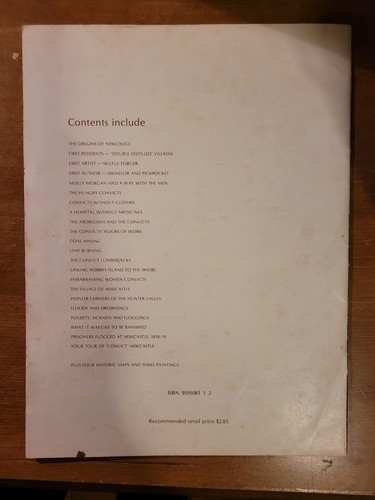 Contents include
THE ORIGINS OF NEWCASTLE
FIRST RESIDENTS — 'DOUBLE DISTILLED' VILLAINS
FIRST ARTIST — SKILFUL FORGER
FIRST AUTHOR — SWINDLER AND PICKPOCKET
MOLLY MORGAN HAD A WAY WITH THE MEN
THE HUNGRY CONVICTS
CONVICTS WITHOUT CLOTHES
A HOSPITAL WITHOUT MEDICINES
THE ABORIGINES AND THE CONVICTS
THE CONVICTS' HOURS OF WORK
COAL MINING
LIME BURNING
THE CONVICT LUMBERJACKS
LINKING NOBBYS ISLAND TO THE SHORE
EMBARRASSING WOMEN CONVICTS
THE VILLAGE OF NEWCASTLE
PIONEER FARMERS OF THE HUNTER VALLEY
FLOODS AND DROWNINGS
POVERTY, SICKNESS AND FLOGGINGS
WHAT IT WAS LIKE TO BE BANISHED
PRISONERS FLOGGED AT NEWCASTLE, 1818-19
YOUR TOUR OF 'CONVICT' NEWCASTLE
PLUS FOUR HISTORIC MAPS AND THREE PAINTINGS
ISBN 9599081 1 2
Recommended retail price $2.65